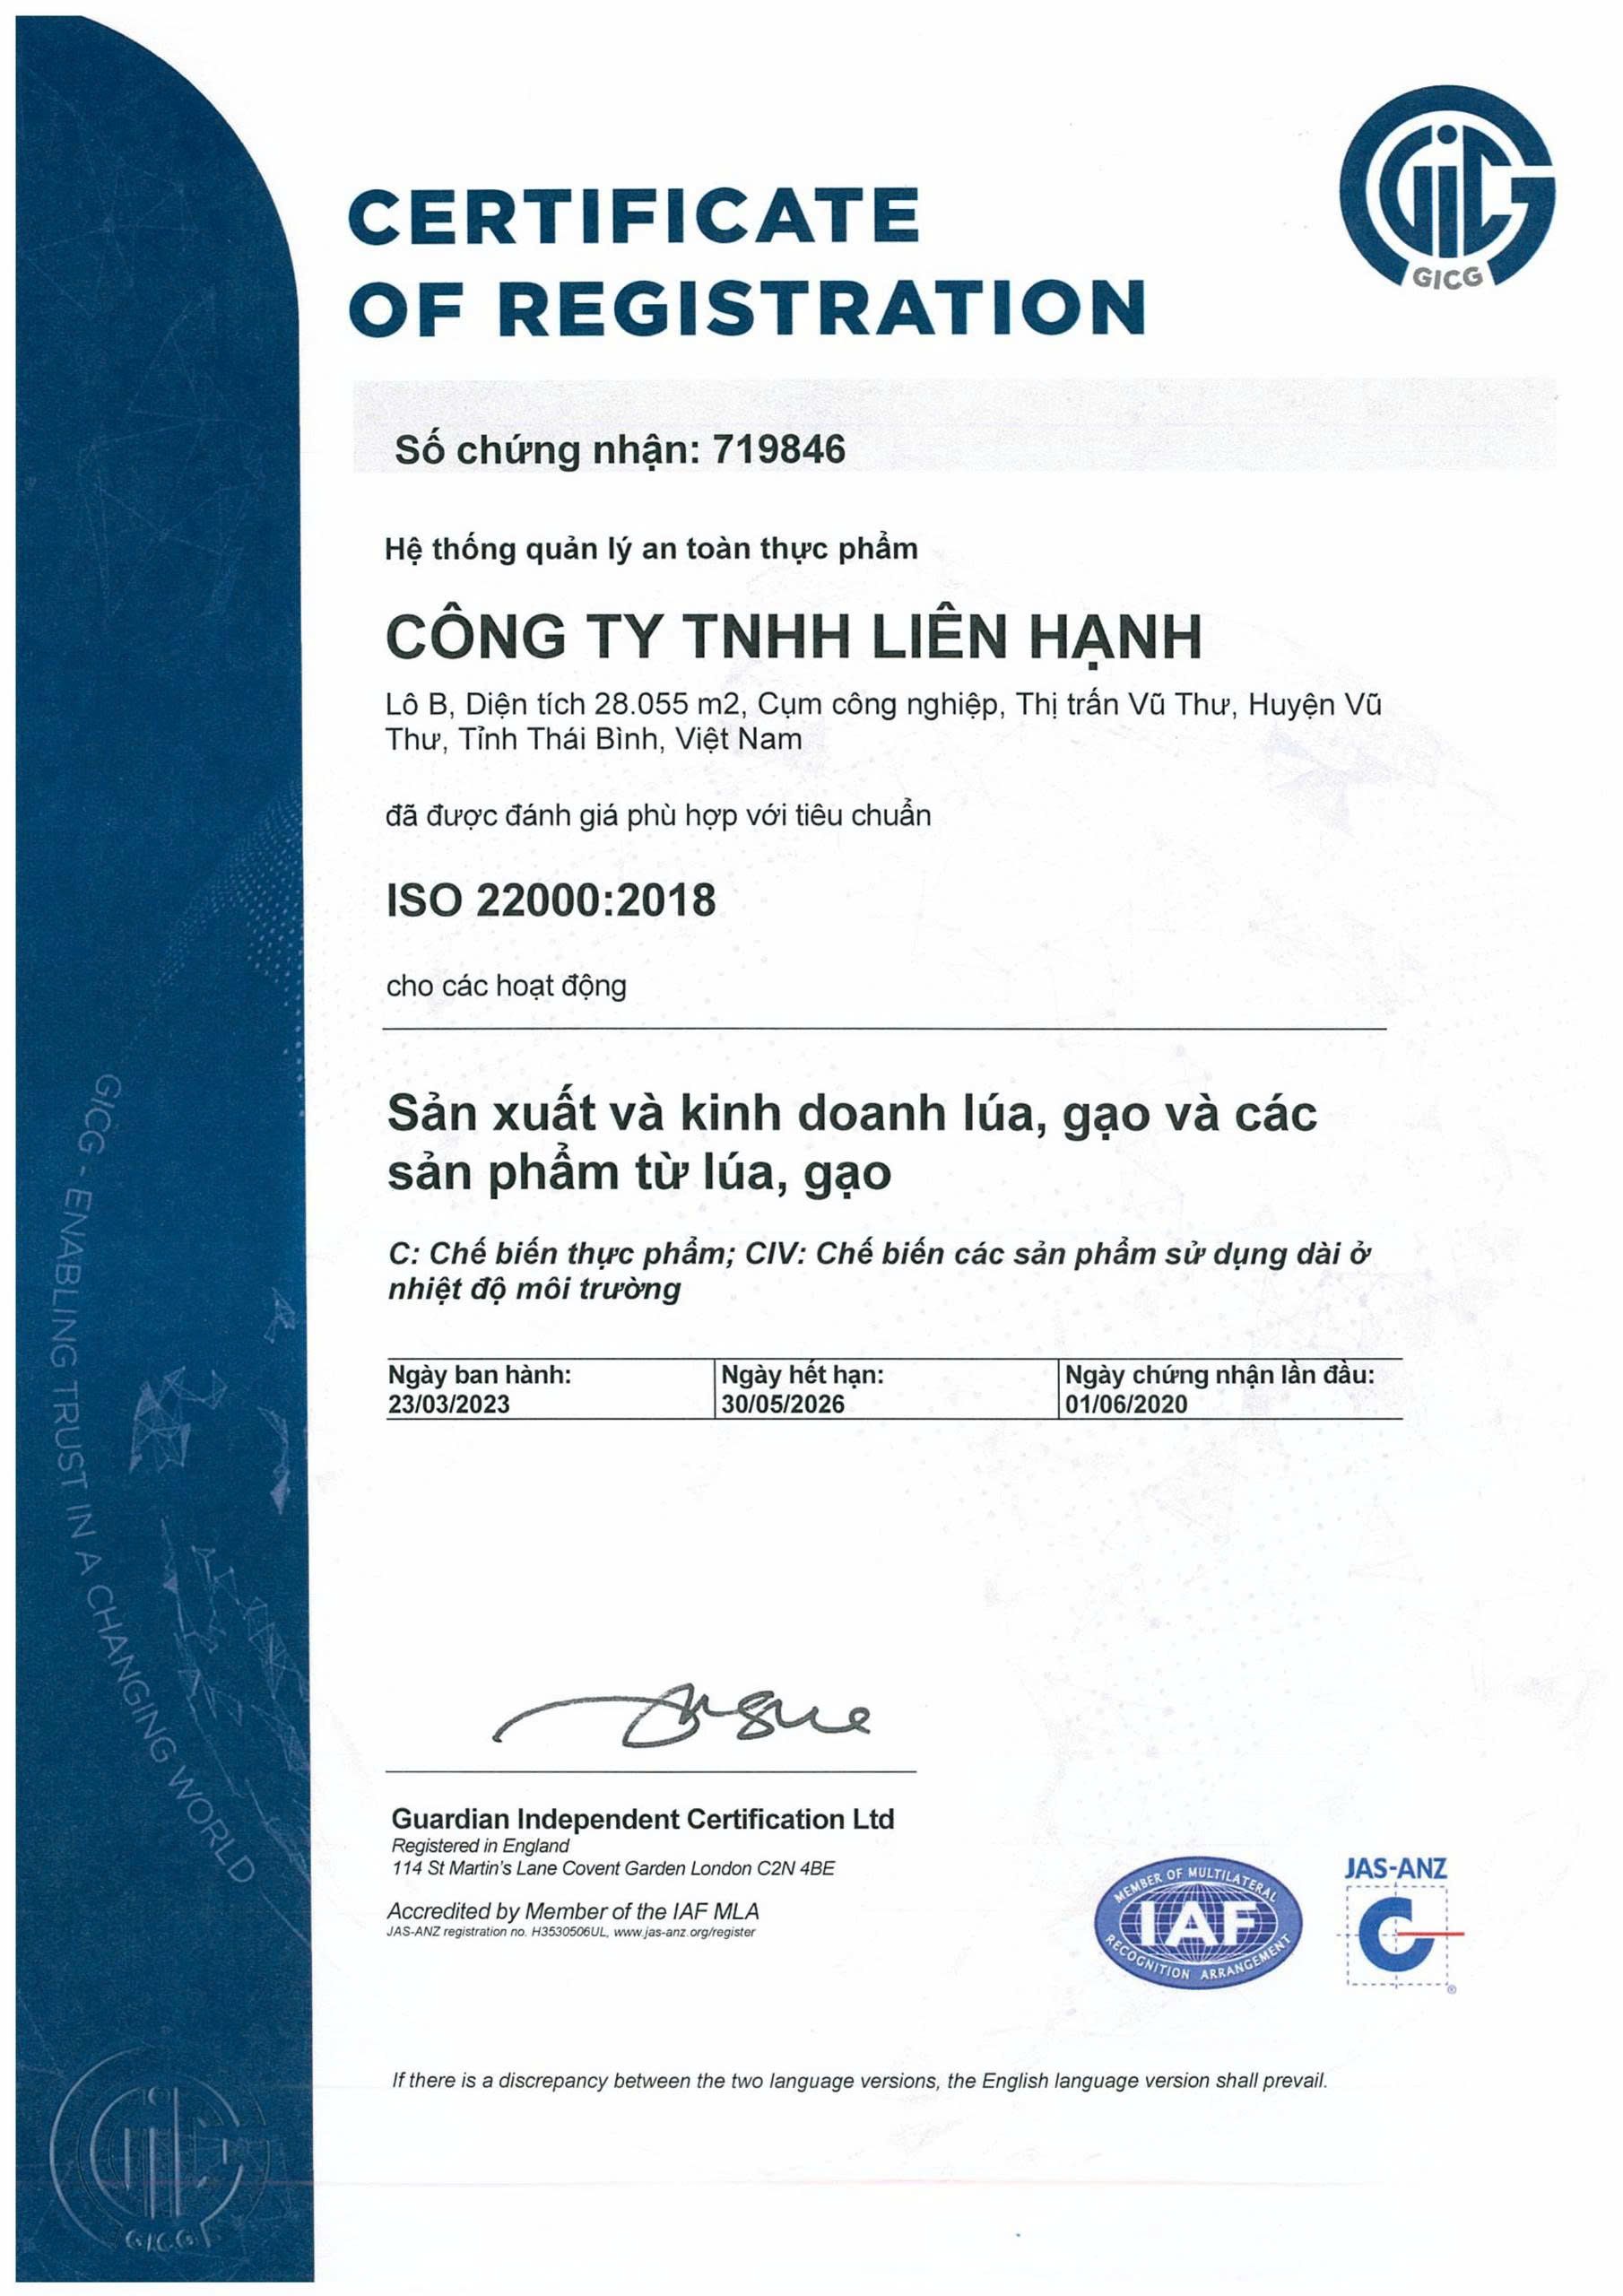 GICG
CERTIFICATE
OF REGISTRATION
Số chứng nhận: 719846
Hệ thống quản lý an toàn thực phẩm
CÔNG TY TNHH LIÊN HẠNH
Lô B, Diện tích 28.055 m2, Cụm công nghiệp, Thị trấn Vũ Thư, Huyện Vũ
Thư, Tỉnh Thái Bình, Việt Nam
đã được đánh giá phù hợp với tiêu chuẩn
ISO 22000:2018
cho các hoạt động
Sản xuất và kinh doanh lúa, gạo và các
sản phẩm từ lúa, gạo
C: Chế biến thực phẩm; CIV: Chế biến các sản phẩm sử dụng dài ở
nhiệt độ môi trường
Ngày ban hành: Ngày hết hạn: Ngày chứng nhận lần đầu:
23/03/2023 30/05/2026 01/06/2020
GICG - ENABLING TRUST IN A CHANGING WORLD
Guardian Independent Certification Ltd
Registered in England
114 St Martin's Lane Covent Garden London C2N 4BE
Accredited by Member of the IAF MLA
JAS-ANZ registration no. H3530506UL, www.jas-anz.org/register
MEMBER OF MULTILATERAL
IAF
RECOGNITION ARRANGEMENT
JAS-ANZ
If there is a discrepancy between the two language versions, the English language version shall prevail.
GICG